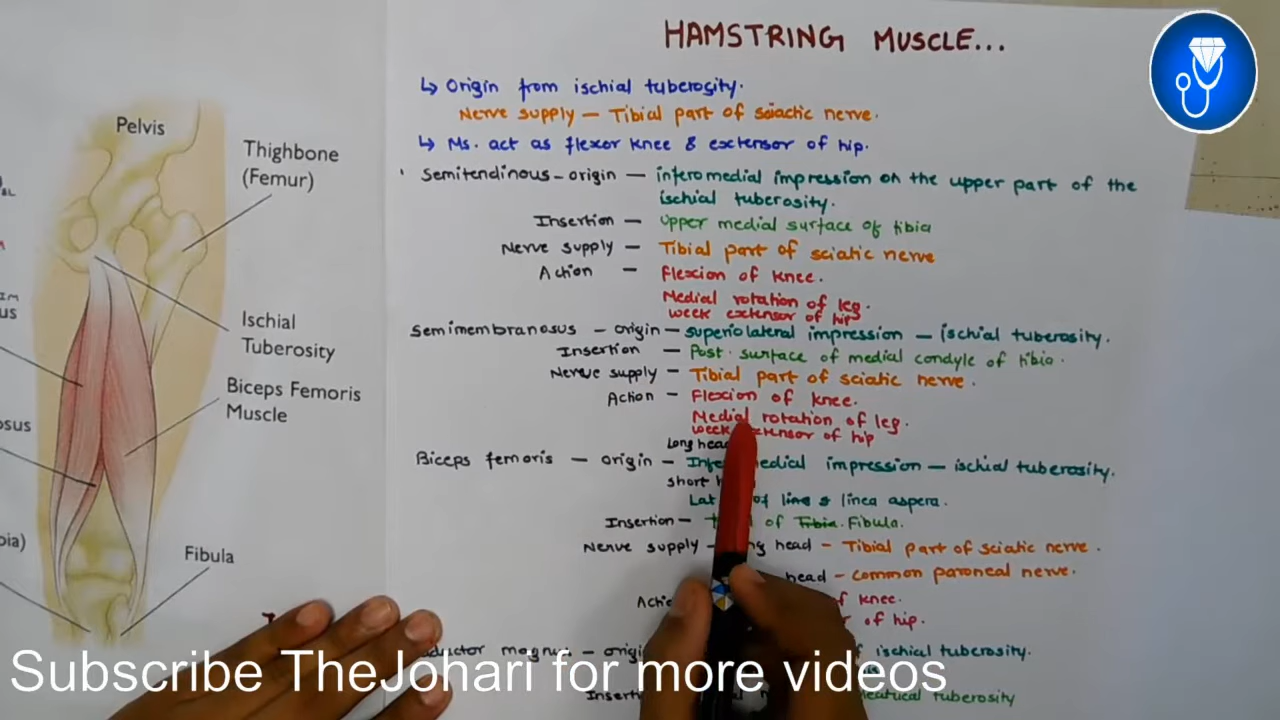 HAMSTRING MUSCLE...
↳ Origin from ischial tuberosity.
Nerve supply – Tibial part of sciactic nerve.
↳ Ms. act as flexor knee & extensor of hip.
Semitendinous – origin – inferomedial impression on the upper part of the
ischial tuberosity.
Insertion – upper medial surface of tibia
Nerve supply – Tibial part of sciatic nerve
Action – Flexion of knee.
Medial rotation of leg.
week extensor of hip
Semimembranosus – origin – superiolateral impression – ischial tuberosity.
Insertion – Post. surface of medial condyle of tibia.
Nerve supply – Tibial part of sciatic nerve.
Action – Flexion of knee.
Medial rotation of leg.
week extensor of hip
Long head
Biceps femoris – origin – impression – ischial tuberosity.
short
Lat of linea aspera.
Insertion – of Tibia. Fibula.
Nerve supply – head – Tibial part of sciatic nerve.
head – common paroneal nerve.
of knee.
of hip.
magnus – ischial tuberosity.
tuberosity
Pelvis
Thighbone
(Femur)
Ischial
Tuberosity
Biceps Femoris
Muscle
Fibula
Subscribe TheJohari for more videos